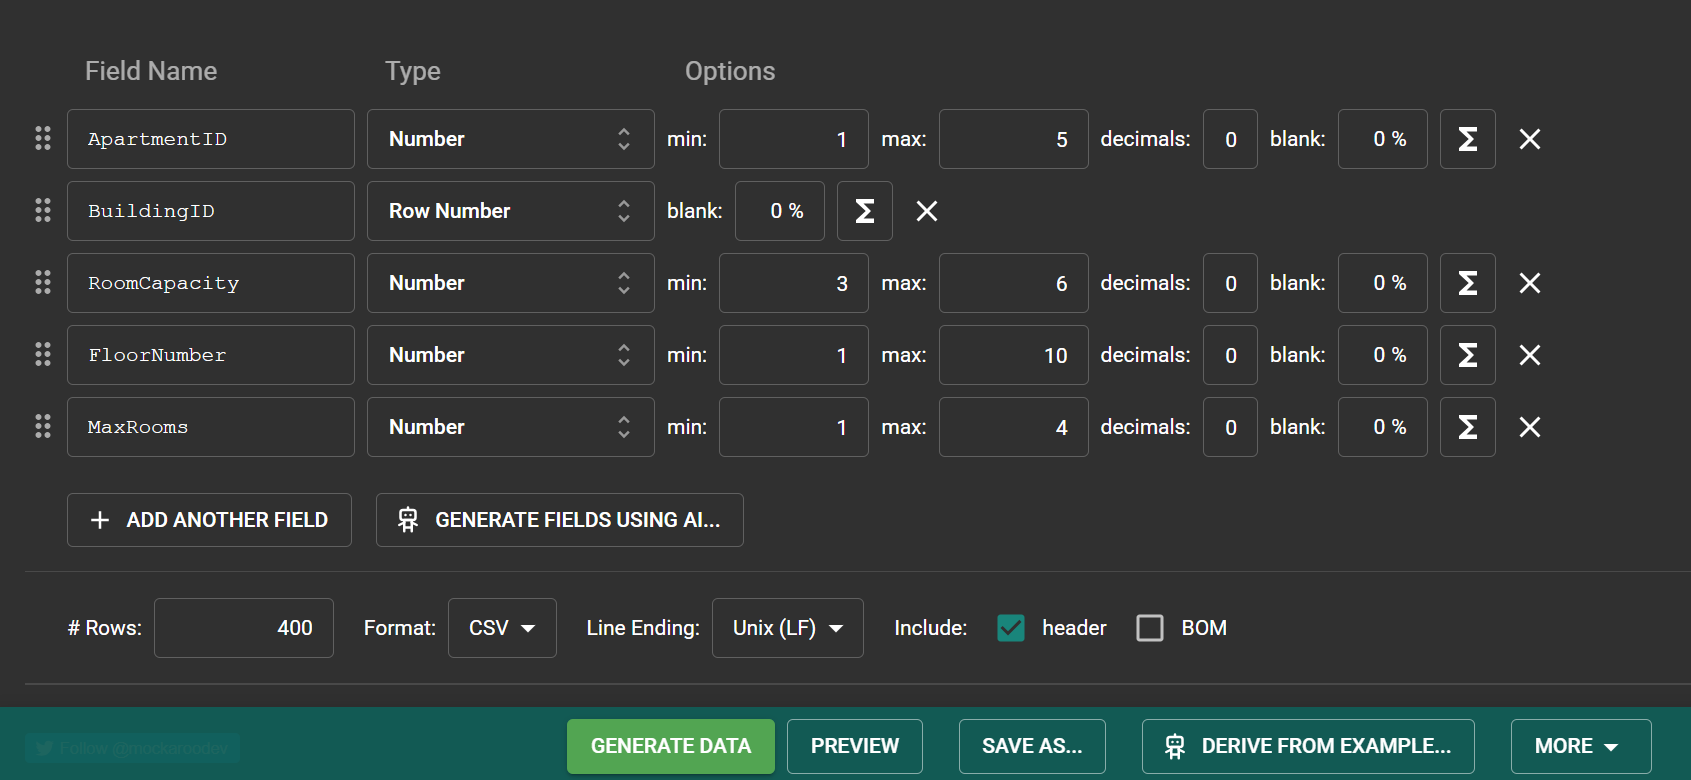 Field Name Type Options
ApartmentID Number min: 1 max: 5 decimals: 0 blank: 0 % Σ
BuildingID Row Number blank: 0 % Σ
RoomCapacity Number min: 3 max: 6 decimals: 0 blank: 0 % Σ
FloorNumber Number min: 1 max: 10 decimals: 0 blank: 0 % Σ
MaxRooms Number min: 1 max: 4 decimals: 0 blank: 0 % Σ
ADD ANOTHER FIELD GENERATE FIELDS USING AI...
# Rows: 400 Format: CSV Line Ending: Unix (LF) Include: header BOM
Follow @mockaroodev GENERATE DATA PREVIEW SAVE AS... DERIVE FROM EXAMPLE... MORE